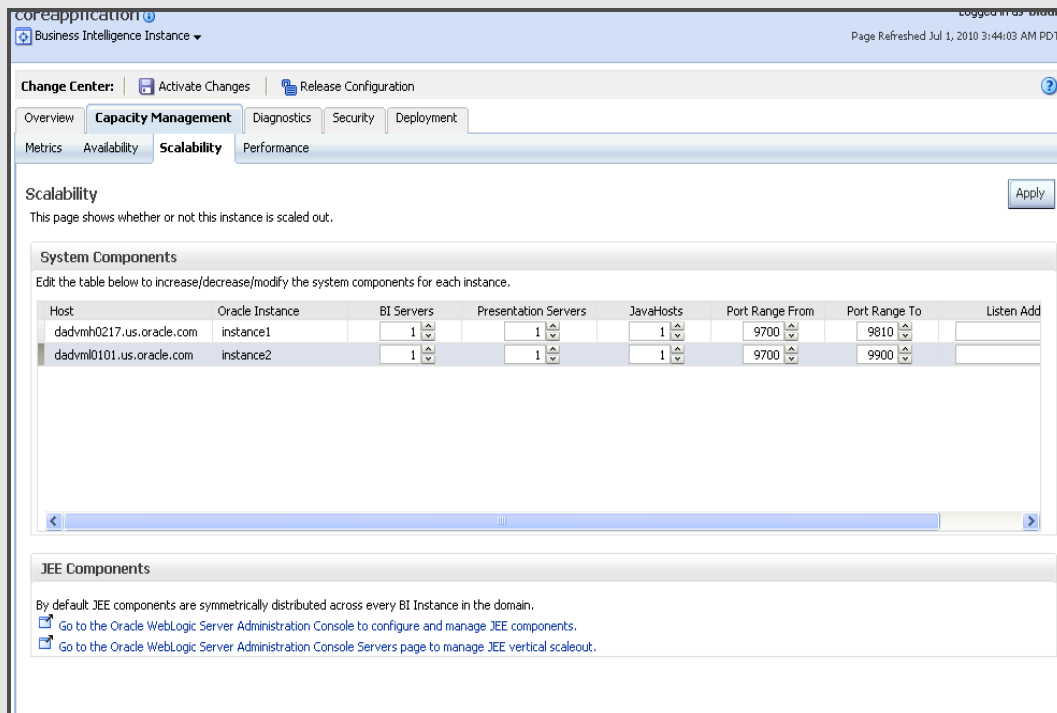 coreapplication
Logged in as
Business Intelligence Instance
Page Refreshed Jul 1, 2010 3:44:03 AM PDT
Change Center: Activate Changes Release Configuration
Overview Capacity Management Diagnostics Security Deployment
Metrics Availability Scalability Performance
Scalability
Apply
This page shows whether or not this instance is scaled out.
System Components
Edit the table below to increase/decrease/modify the system components for each instance.
Host Oracle Instance BI Servers Presentation Servers JavaHosts Port Range From Port Range To Listen Add
dadvmh0217.us.oracle.com instance1 1 1 1 9700 9810
dadvml0101.us.oracle.com instance2 1 1 1 9700 9900
JEE Components
By default JEE components are symmetrically distributed across every BI Instance in the domain.
Go to the Oracle WebLogic Server Administration Console to configure and manage JEE components.
Go to the Oracle WebLogic Server Administration Console Servers page to manage JEE vertical scaleout.